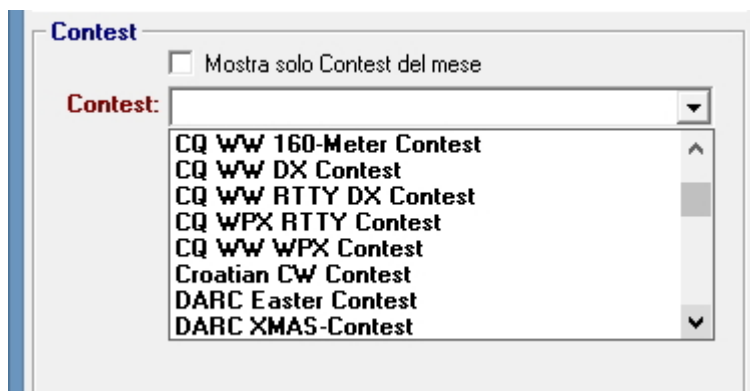 Contest
Mostra solo Contest del mese
Contest:
CQ WW 160-Meter Contest
CQ WW DX Contest
CQ WW RTTY DX Contest
CQ WPX RTTY Contest
CQ WW WPX Contest
Croatian CW Contest
DARC Easter Contest
DARC XMAS-Contest